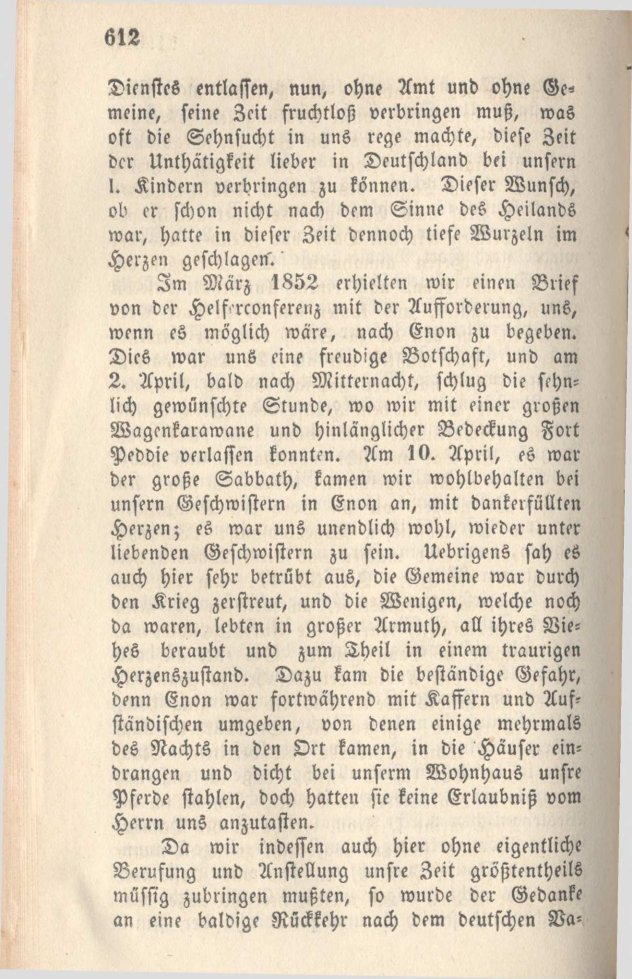 612
Dienstes entlassen, nun, ohne Amt und ohne Ge-
meine, seine Zeit fruchtloß verbringen muß, was
oft die Sehnsucht in uns rege machte, diese Zeit
der Unthätigkeit lieber in Deutschland bei unsern
l. Kindern verbringen zu können. Dieser Wunsch,
ob er schon nicht nach dem Sinne des Heilands
war, hatte in dieser Zeit dennoch tiefe Wurzeln im
Herzen geschlagen.
Im März 1852 erhielten wir einen Brief
von der Helferconferenz mit der Aufforderung, uns,
wenn es möglich wäre, nach Enon zu begeben.
Dies war uns eine freudige Botschaft, und am
2. April, bald nach Mitternacht, schlug die sehn-
lich gewünschte Stunde, wo wir mit einer großen
Wagenkarawane und hinlänglicher Bedeckung Fort
Peddie verlassen konnten. Am 10. April, es war
der große Sabbath, kamen wir wohlbehalten bei
unsern Geschwistern in Enon an, mit dankerfüllten
Herzen; es war uns unendlich wohl, wieder unter
liebenden Geschwistern zu sein. Uebrigens sah es
auch hier sehr betrübt aus, die Gemeine war durch
den Krieg zerstreut, und die Wenigen, welche noch
da waren, lebten in großer Armuth, all ihres Vie-
hes beraubt und zum Theil in einem traurigen
Herzenszustand. Dazu kam die beständige Gefahr,
denn Enon war fortwährend mit Kaffern und Auf-
ständischen umgeben, von denen einige mehrmals
des Nachts in den Ort kamen, in die Häuser ein-
drangen und dicht bei unserm Wohnhaus unsre
Pferde stahlen, doch hatten sie keine Erlaubniß vom
Herrn uns anzutasten.
Da wir indessen auch hier ohne eigentliche
Berufung und Anstellung unsre Zeit größtentheils
müssig zubringen mußten, so wurde der Gedanke
an eine baldige Rückkehr nach dem deutschen Va-